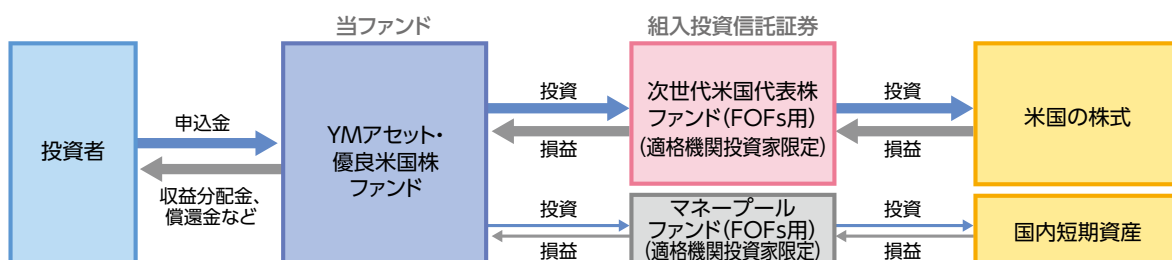 当ファンド
組入投資信託証券
投資者
申込金
収益分配金、
償還金など
YMアセット・
優良米国株
ファンド
投資
損益
次世代米国代表株
ファンド(FOFs用)
(適格機関投資家限定)
投資
損益
米国の株式
投資
損益
マネープール
ファンド(FOFs用)
(適格機関投資家限定)
投資
損益
国内短期資産